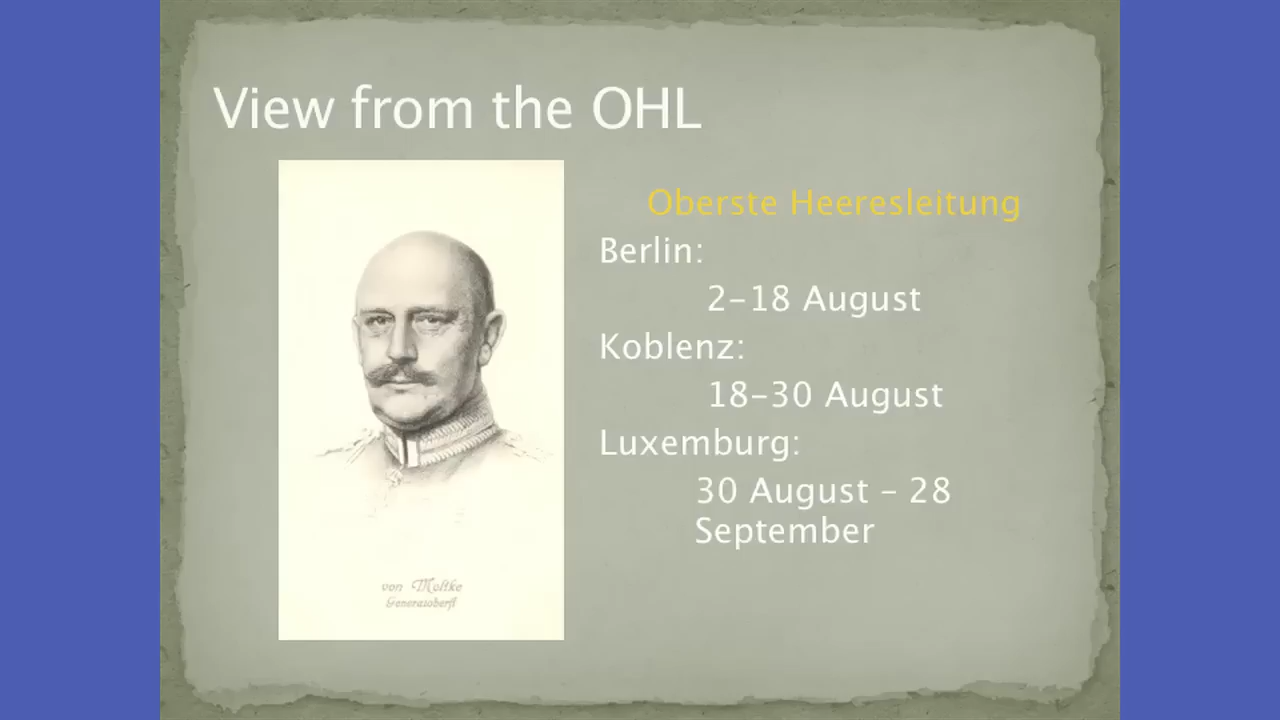 View from the OHL
Oberste Heeresleitung
Berlin:
2–18 August
Koblenz:
18–30 August
Luxemburg:
30 August – 28
September
von Moltke
Generaloberst